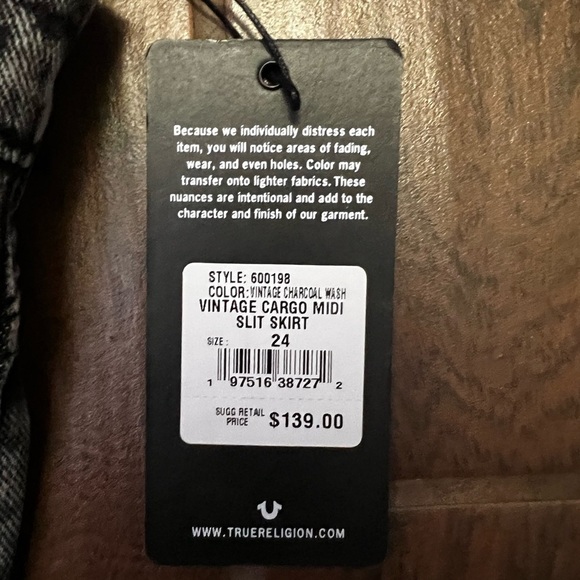 Because we individually distress each
item, you will notice areas of fading,
wear, and even holes. Color may
transfer onto lighter fabrics. These
nuances are intentional and add to the
character and finish of our garment.
STYLE: 600198
COLOR: VINTAGE CHARCOAL WASH
VINTAGE CARGO MIDI
SLIT SKIRT
SIZE: 24
1 97516 38727 2
SUGG RETAIL
PRICE $139.00
WWW.TRUERELIGION.COM